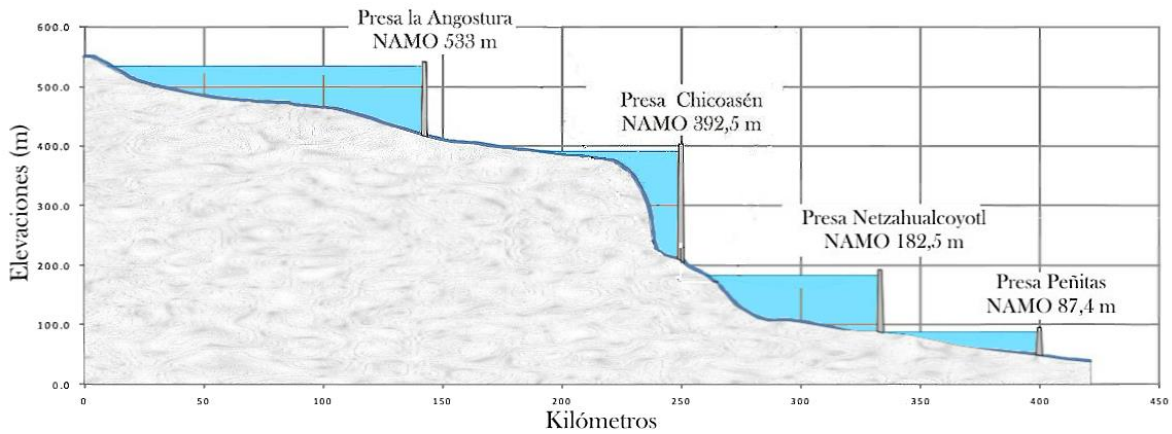 Presa la Angostura
NAMO 533 m
Presa Chicoasén
NAMO 392,5 m
Presa Netzahualcoyotl
NAMO 182,5 m
Presa Peñitas
NAMO 87,4 m
Elevaciones (m)
600.0
500.0
400.0
300.0
200.0
100.0
0.0
0
50
100
150
200
250
300
350
400
450
Kilómetros